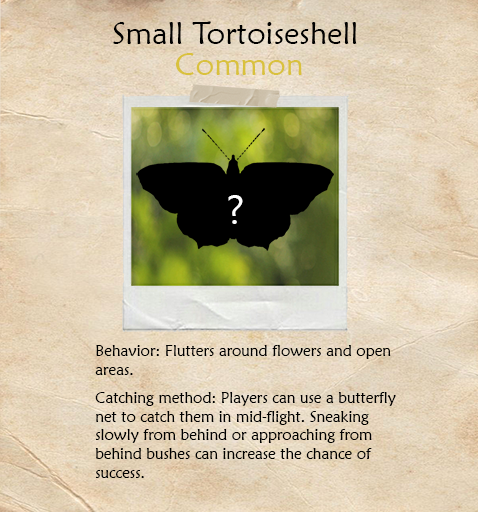 Small Tortoiseshell
Common
?
Behavior: Flutters around flowers and open
areas.
Catching method: Players can use a butterfly
net to catch them in mid-flight. Sneaking
slowly from behind or approaching from
behind bushes can increase the chance of
success.